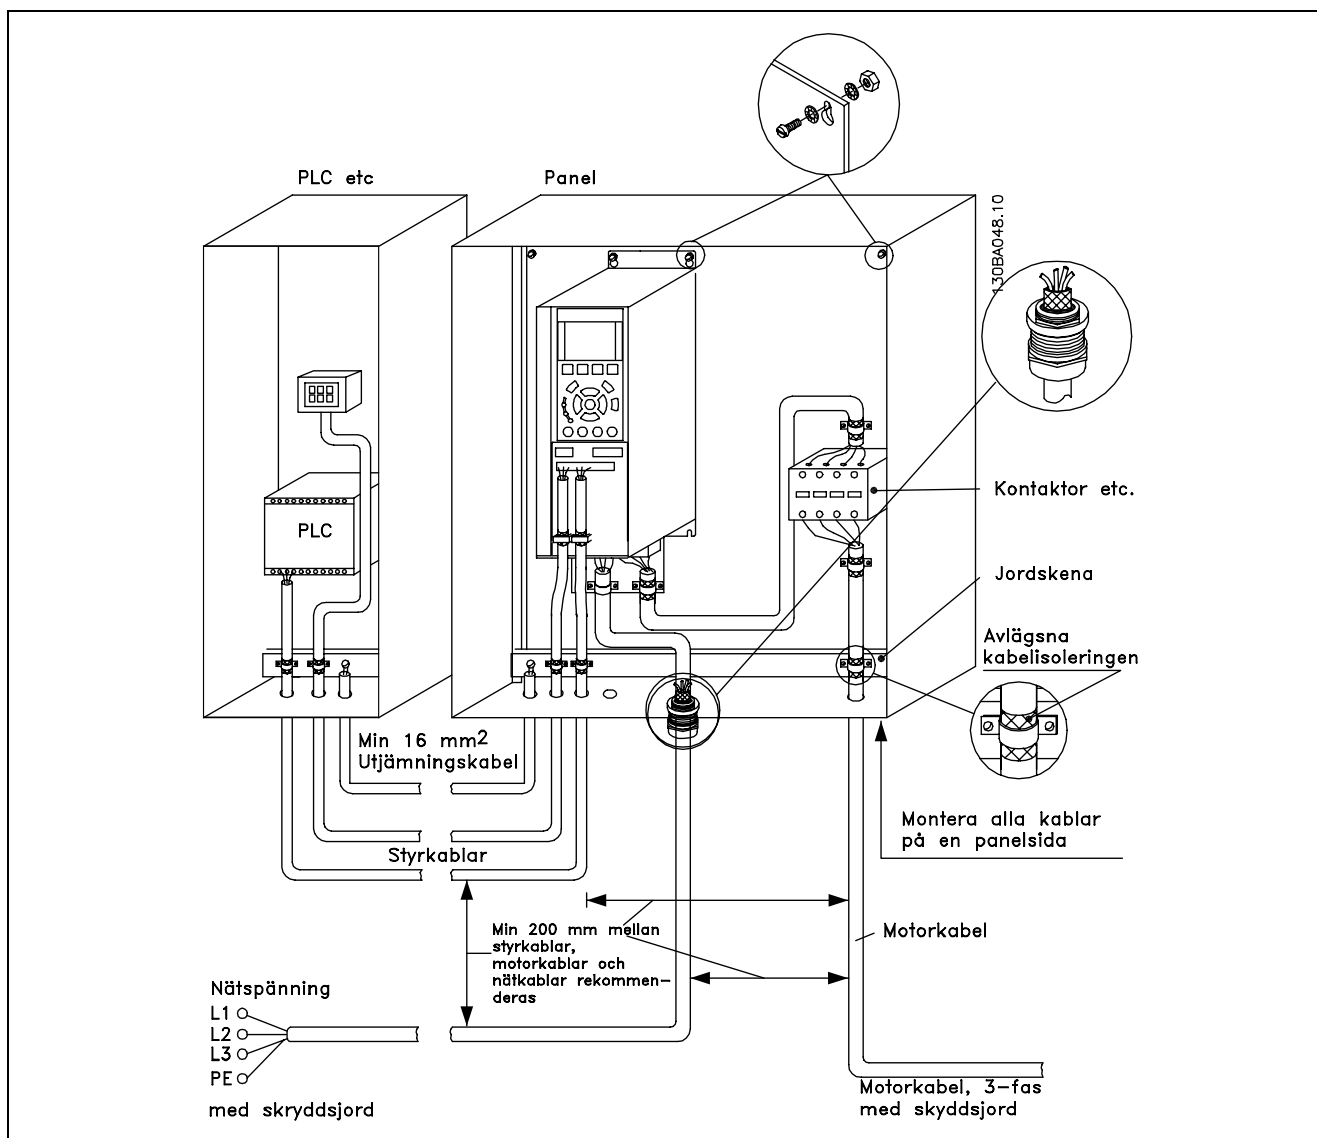 PLC etc
Panel
130BA048.10
PLC
Kontaktor etc.
Jordskena
Avlägsna
kabelisoleringen
Min 16 mm2
Utjämningskabel
Styrkablar
Montera alla kablar
på en panelsida
Min 200 mm mellan
styrkablar,
motorkablar och
nätkablar rekommen-
deras
Motorkabel
Nätspänning
L1
L2
L3
PE
med skryddsjord
Motorkabel, 3-fas
med skyddsjord